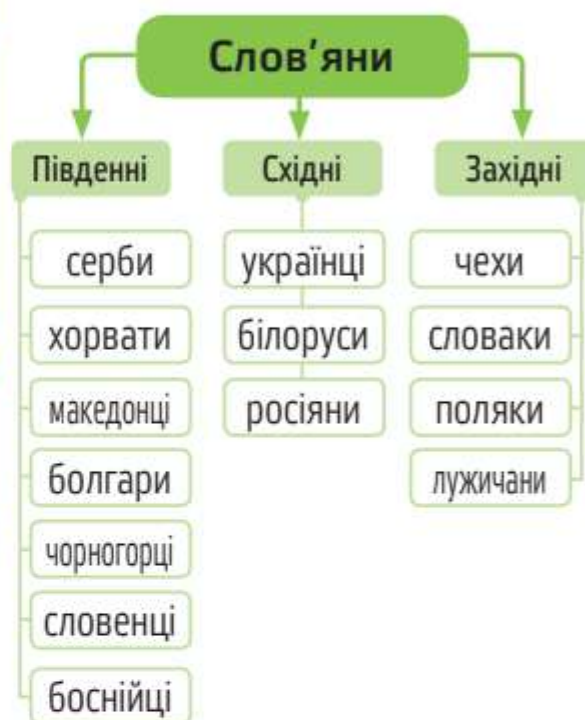 Слов’яни
Південні
серби
хорвати
македонці
болгари
чорногорці
словенці
боснійці
Східні
українці
білоруси
росіяни
Західні
чехи
словаки
поляки
лужичани